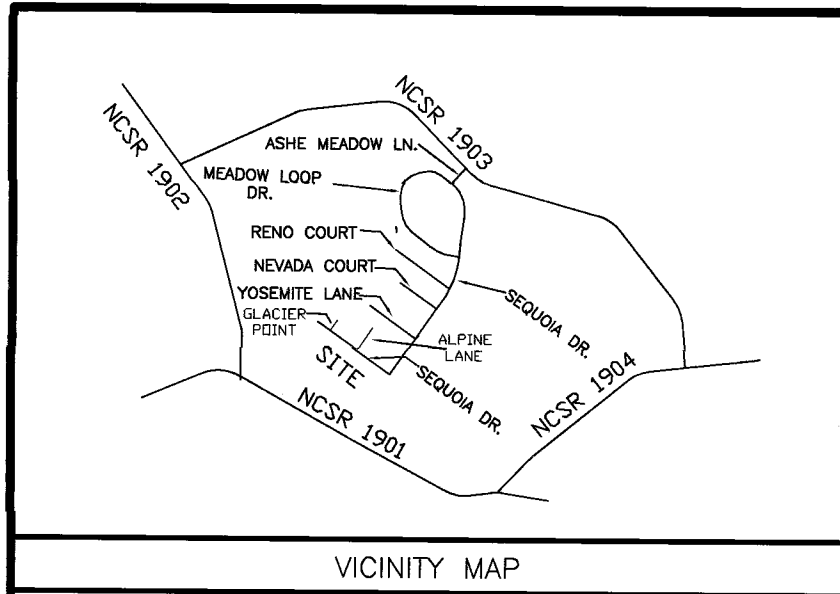 NCSR 1902
NCSR 1903
ASHE MEADOW LN.
MEADOW LOOP
DR.
RENO COURT
NEVADA COURT
YOSEMITE LANE
GLACIER
POINT
SEQUOIA DR.
ALPINE
LANE
SITE
SEQUOIA DR.
NCSR 1904
NCSR 1901
VICINITY MAP